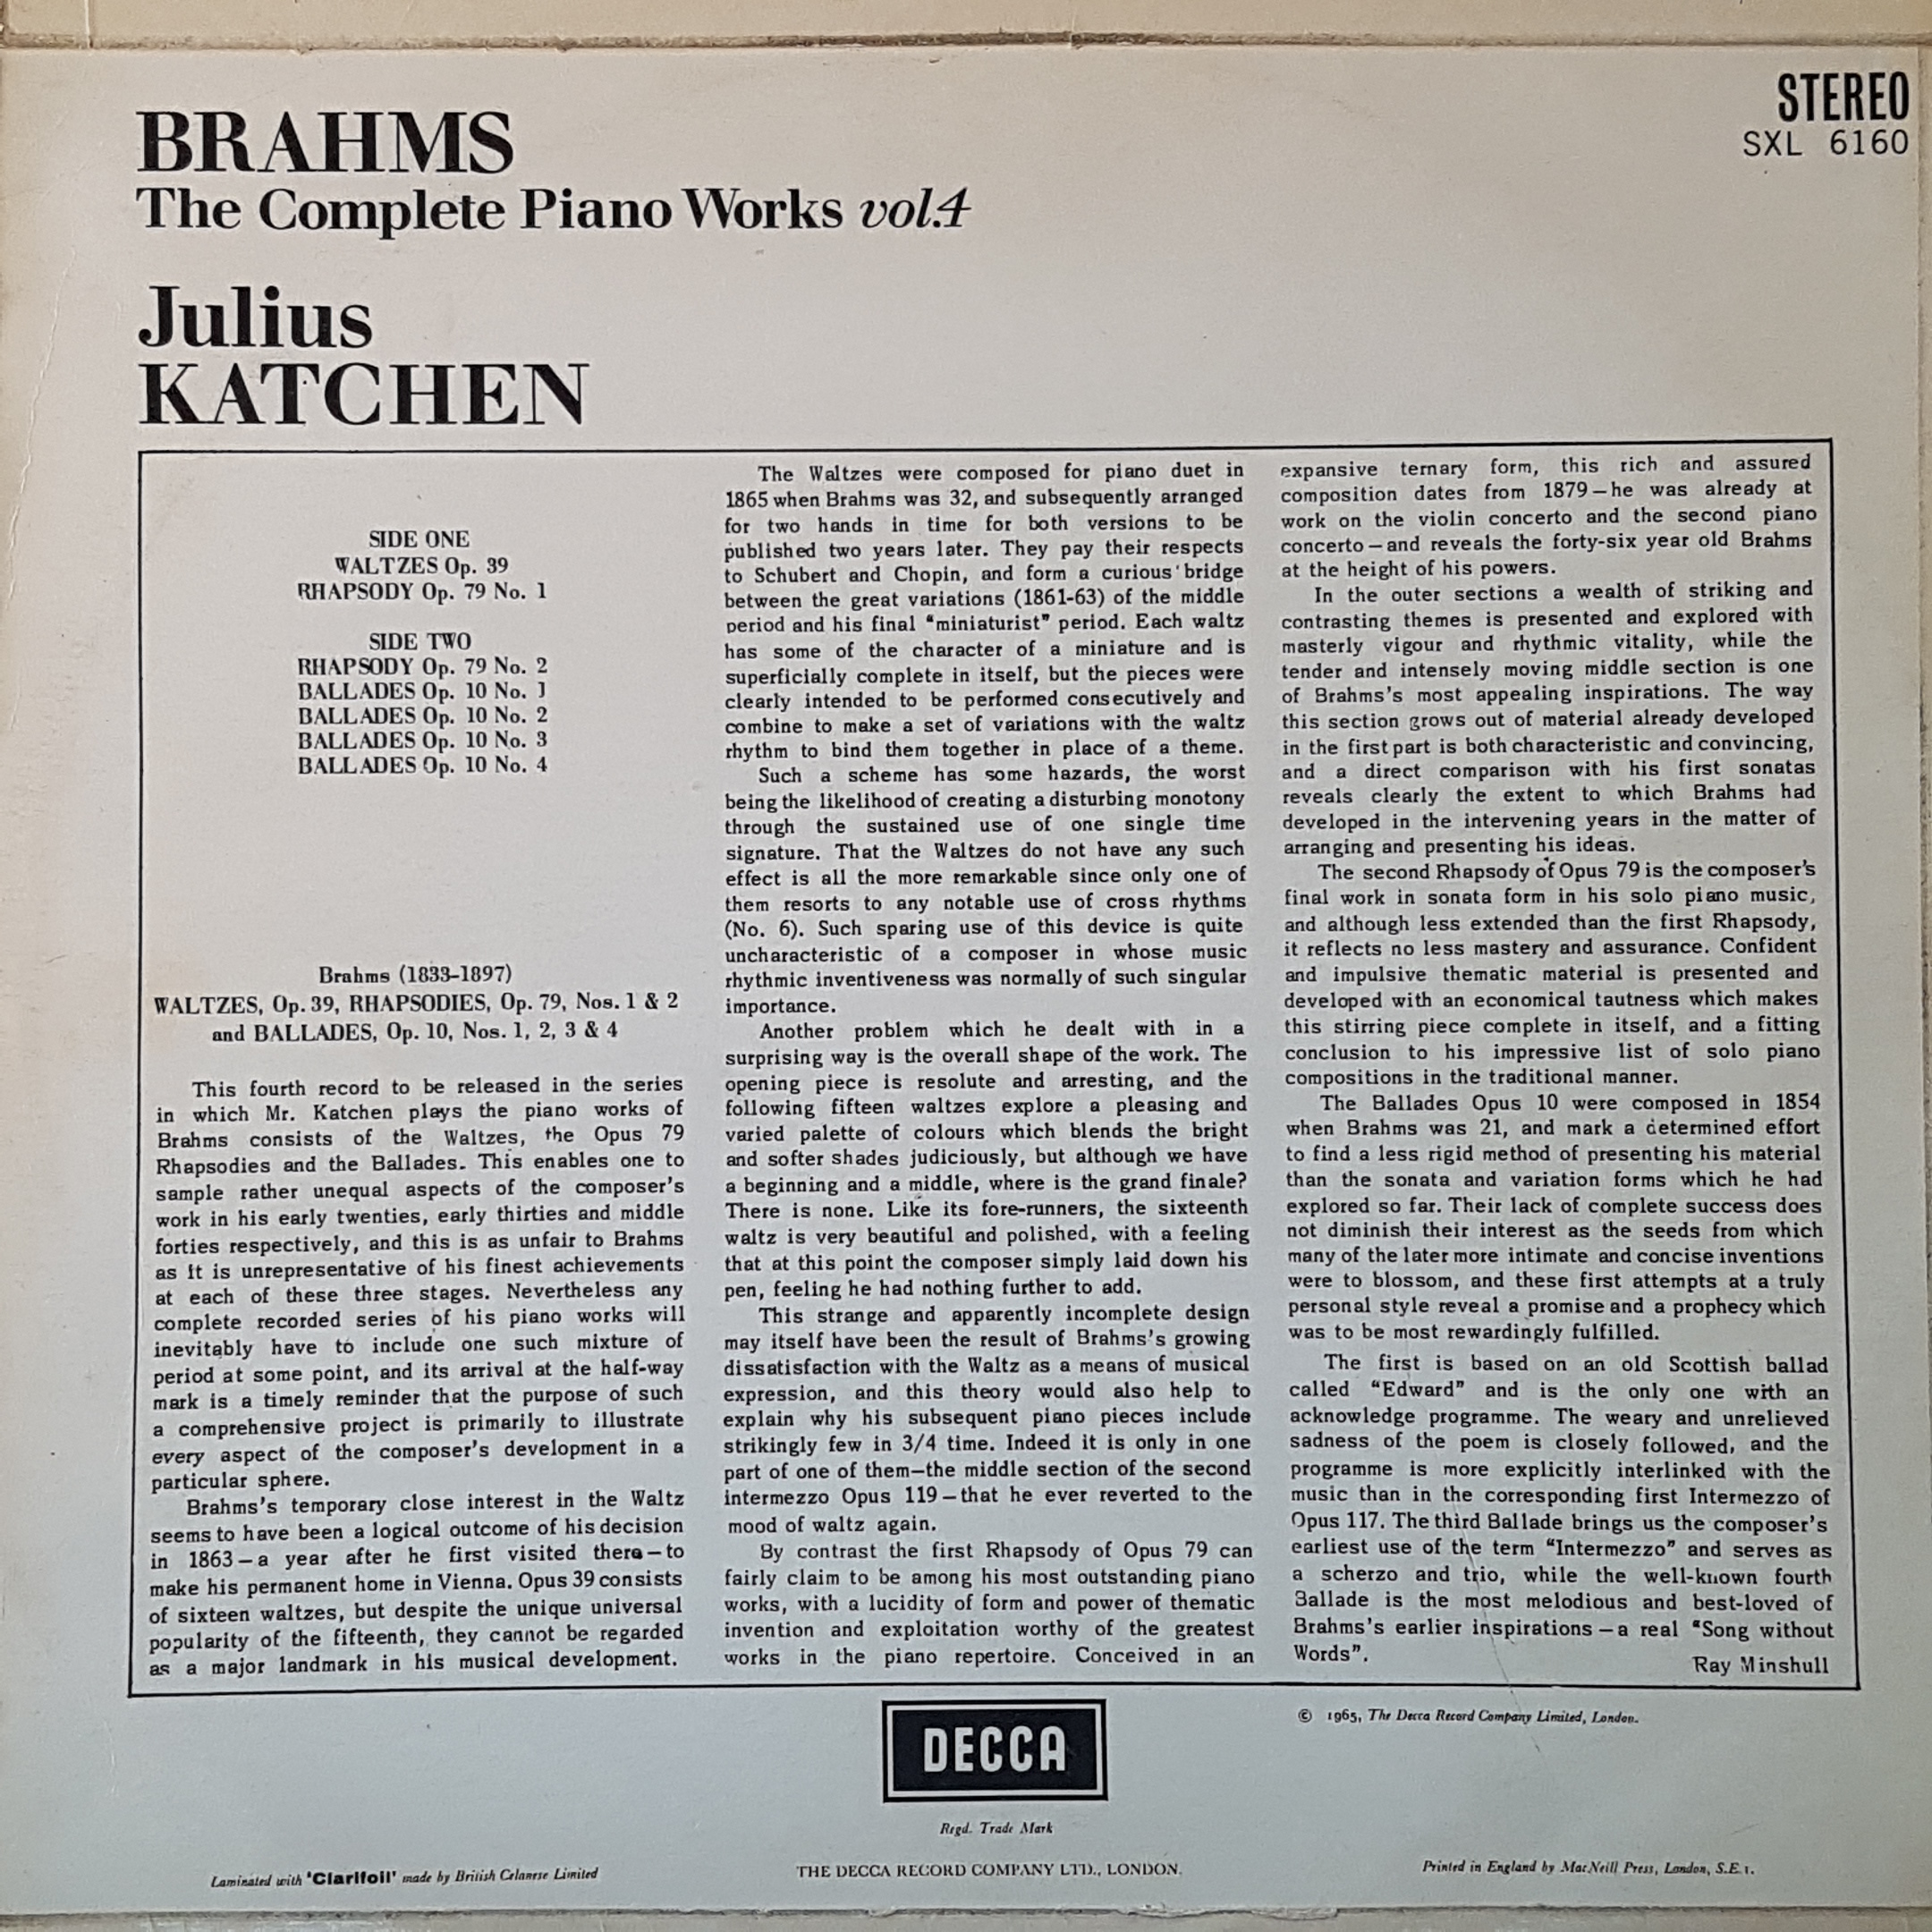 STEREO
SXL 6160
BRAHMS
The Complete Piano Works vol.4
Julius
KATCHEN
SIDE ONE
WALTZES Op. 39
RHAPSODY Op. 79 No. 1
SIDE TWO
RHAPSODY Op. 79 No. 2
BALLADES Op. 10 No. 1
BALLADES Op. 10 No. 2
BALLADES Op. 10 No. 3
BALLADES Op. 10 No. 4
Brahms (1833-1897)
WALTZES, Op. 39, RHAPSODIES, Op. 79, Nos. 1 & 2
and BALLADES, Op. 10, Nos. 1, 2, 3 & 4
This fourth record to be released in the series
in which Mr. Katchen plays the piano works of
Brahms consists of the Waltzes, the Opus 79
Rhapsodies and the Ballades. This enables one to
sample rather unequal aspects of the composer's
work in his early twenties, early thirties and middle
forties respectively, and this is as unfair to Brahms
as it is unrepresentative of his finest achievements
at each of these three stages. Nevertheless any
complete recorded series of his piano works will
inevitably have to include one such mixture of
period at some point, and its arrival at the half-way
mark is a timely reminder that the purpose of such
a comprehensive project is primarily to illustrate
every aspect of the composer's development in a
particular sphere.
Brahms's temporary close interest in the Waltz
seems to have been a logical outcome of his decision
in 1863 – a year after he first visited there – to
make his permanent home in Vienna. Opus 39 consists
of sixteen waltzes, but despite the unique universal
popularity of the fifteenth, they cannot be regarded
as a major landmark in his musical development.
The Waltzes were composed for piano duet in
1865 when Brahms was 32, and subsequently arranged
for two hands in time for both versions to be
published two years later. They pay their respects
to Schubert and Chopin, and form a curious bridge
between the great variations (1861-63) of the middle
period and his final "miniaturist" period. Each waltz
has some of the character of a miniature and is
superficially complete in itself, but the pieces were
clearly intended to be performed consecutively and
combine to make a set of variations with the waltz
rhythm to bind them together in place of a theme.
Such a scheme has some hazards, the worst
being the likelihood of creating a disturbing monotony
through the sustained use of one single time
signature. That the Waltzes do not have any such
effect is all the more remarkable since only one of
them resorts to any notable use of cross rhythms
(No. 6). Such sparing use of this device is quite
uncharacteristic of a composer in whose music
rhythmic inventiveness was normally of such singular
importance.
Another problem which he dealt with in a
surprising way is the overall shape of the work. The
opening piece is resolute and arresting, and the
following fifteen waltzes explore a pleasing and
varied palette of colours which blends the bright
and softer shades judiciously, but although we have
a beginning and a middle, where is the grand finale?
There is none. Like its fore-runners, the sixteenth
waltz is very beautiful and polished, with a feeling
that at this point the composer simply laid down his
pen, feeling he had nothing further to add.
This strange and apparently incomplete design
may itself have been the result of Brahms's growing
dissatisfaction with the Waltz as a means of musical
expression, and this theory would also help to
explain why his subsequent piano pieces include
strikingly few in 3/4 time. Indeed it is only in one
part of one of them–the middle section of the second
intermezzo Opus 119 – that he ever reverted to the
mood of waltz again.
By contrast the first Rhapsody of Opus 79 can
fairly claim to be among his most outstanding piano
works, with a lucidity of form and power of thematic
invention and exploitation worthy of the greatest
works in the piano repertoire. Conceived in an
expansive ternary form, this rich and assured
composition dates from 1879 – he was already at
work on the violin concerto and the second piano
concerto – and reveals the forty-six year old Brahms
at the height of his powers.
In the outer sections a wealth of striking and
contrasting themes is presented and explored with
masterly vigour and rhythmic vitality, while the
tender and intensely moving middle section is one
of Brahms's most appealing inspirations. The way
this section grows out of material already developed
in the first part is both characteristic and convincing,
and a direct comparison with his first sonatas
reveals clearly the extent to which Brahms had
developed in the intervening years in the matter of
arranging and presenting his ideas.
The second Rhapsody of Opus 79 is the composer's
final work in sonata form in his solo piano music,
and although less extended than the first Rhapsody,
it reflects no less mastery and assurance. Confident
and impulsive thematic material is presented and
developed with an economical tautness which makes
this stirring piece complete in itself, and a fitting
conclusion to his impressive list of solo piano
compositions in the traditional manner.
The Ballades Opus 10 were composed in 1854
when Brahms was 21, and mark a determined effort
to find a less rigid method of presenting his material
than the sonata and variation forms which he had
explored so far. Their lack of complete success does
not diminish their interest as the seeds from which
many of the later more intimate and concise inventions
were to blossom, and these first attempts at a truly
personal style reveal a promise and a prophecy which
was to be most rewardingly fulfilled.
The first is based on an old Scottish ballad
called "Edward" and is the only one with an
acknowledge programme. The weary and unrelieved
sadness of the poem is closely followed, and the
programme is more explicitly interlinked with the
music than in the corresponding first Intermezzo of
Opus 117. The third Ballade brings us the composer's
earliest use of the term "Intermezzo" and serves as
a scherzo and trio, while the well-known fourth
Ballade is the most melodious and best-loved of
Brahms's earlier inspirations – a real "Song without
Words".
Ray Minshull
© 1965, The Decca Record Company Limited, London.
DECCA
Regd. Trade Mark
Laminated with 'Clarifoil' made by British Celanese Limited
THE DECCA RECORD COMPANY LTD., LONDON.
Printed in England by MacNeill Press, London, S.E.1.